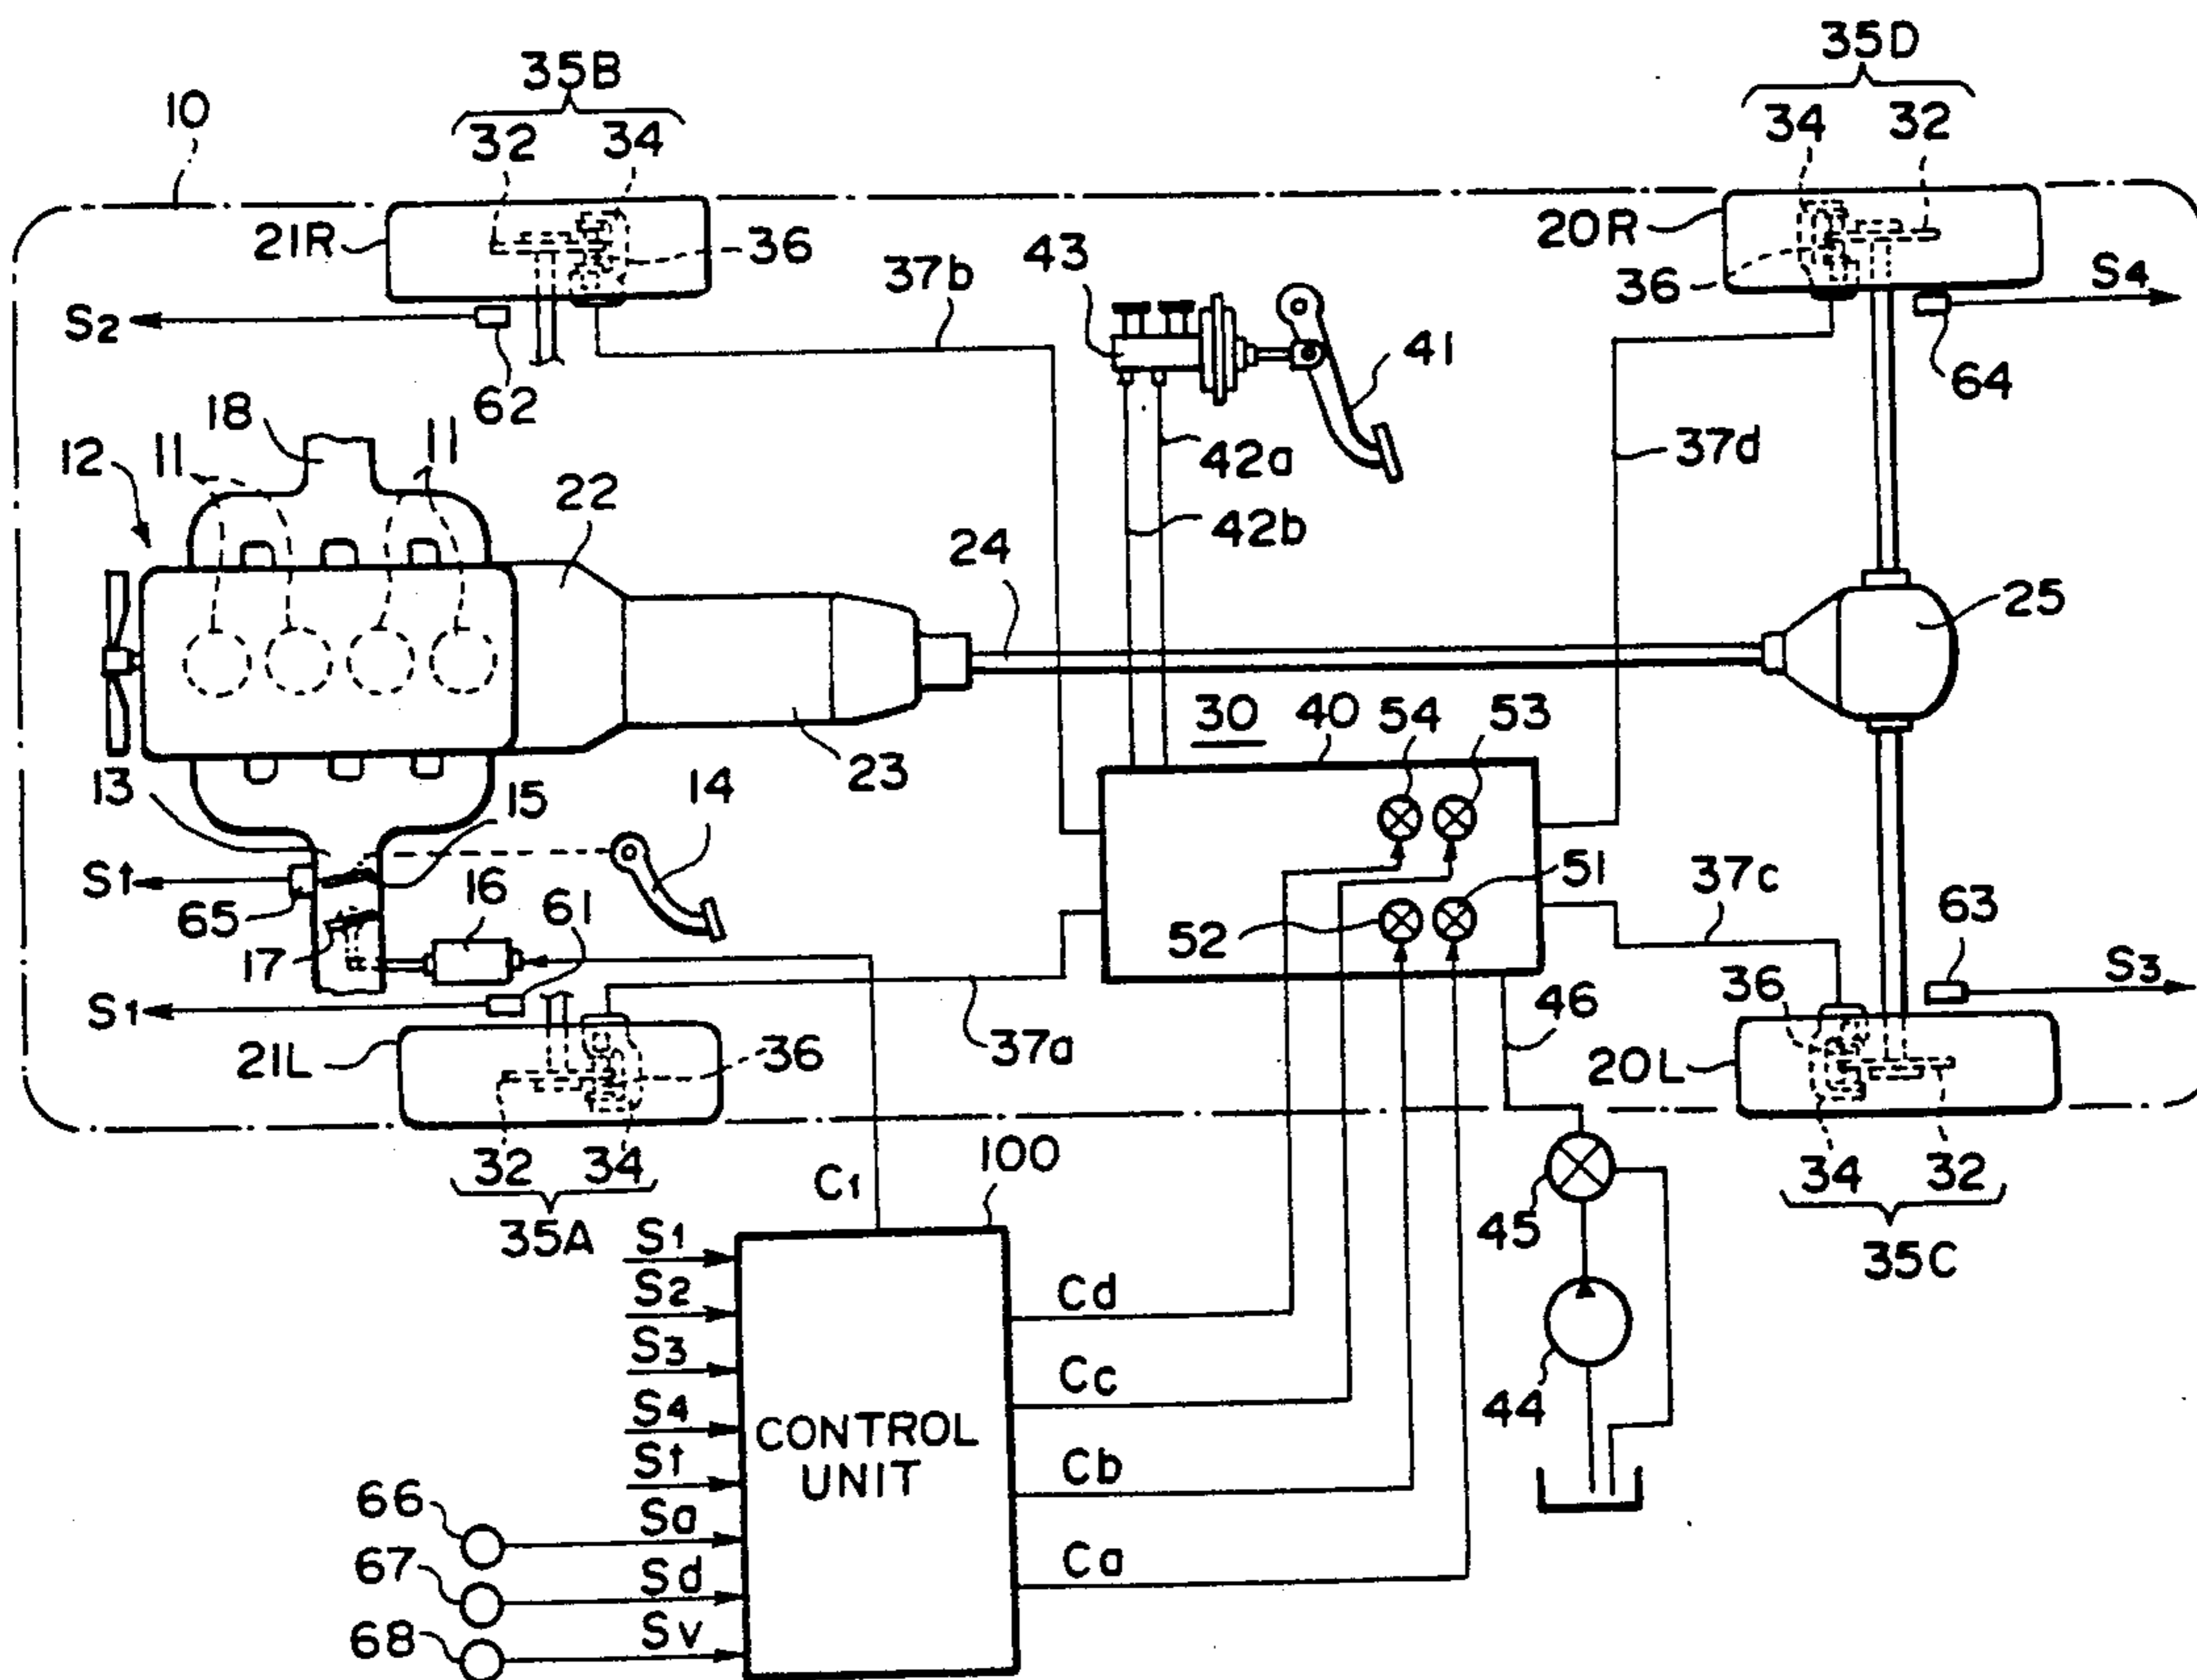 35B
35D
10
32
34
34
32
21R
36
37b
43
20R
36
S4
S2
62
41
64
18
12
11
11
22
42a
37d
42b
24
25
30
40
54
53
13
15
23
14
St
65
16
61
51
52
37c
63
17
S1
46
S3
36
21L
36
37a
20L
32
34
35A
C1
100
45
34
32
35C
S1
S2
S3
S4
St
Sa
Sd
Sv
CONTROL
UNIT
Cd
Cc
Cb
Ca
44
66
67
68